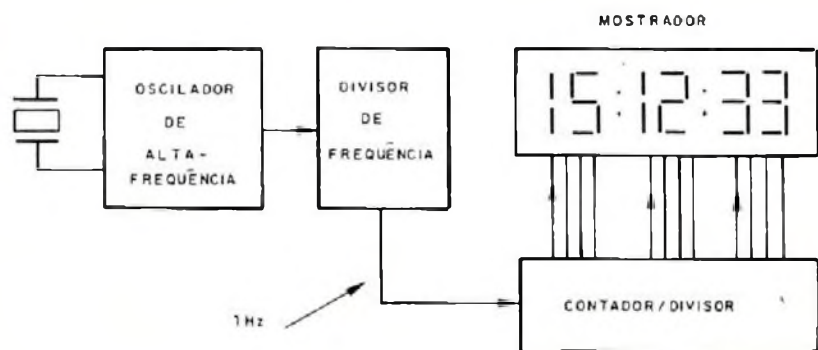 MOSTRADOR
OSCILADOR
DE
ALTA-
FREQUÊNCIA
DIVISOR
DE
FREQUÊNCIA
15:12:33
1Hz
CONTADOR/DIVISOR